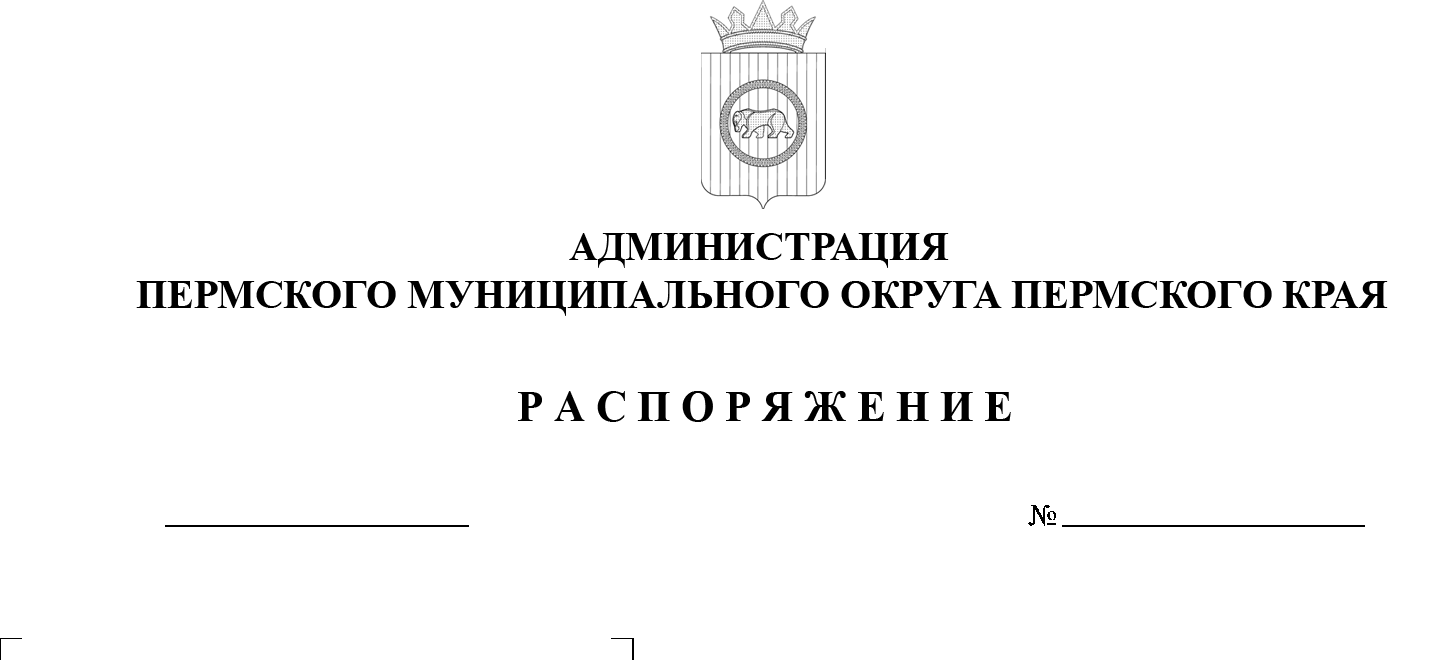 АДМИНИСТРАЦИЯ
ПЕРМСКОГО МУНИЦИПАЛЬНОГО ОКРУГА ПЕРМСКОГО КРАЯ
Р А С П О Р Я Ж Е Н И Е
№